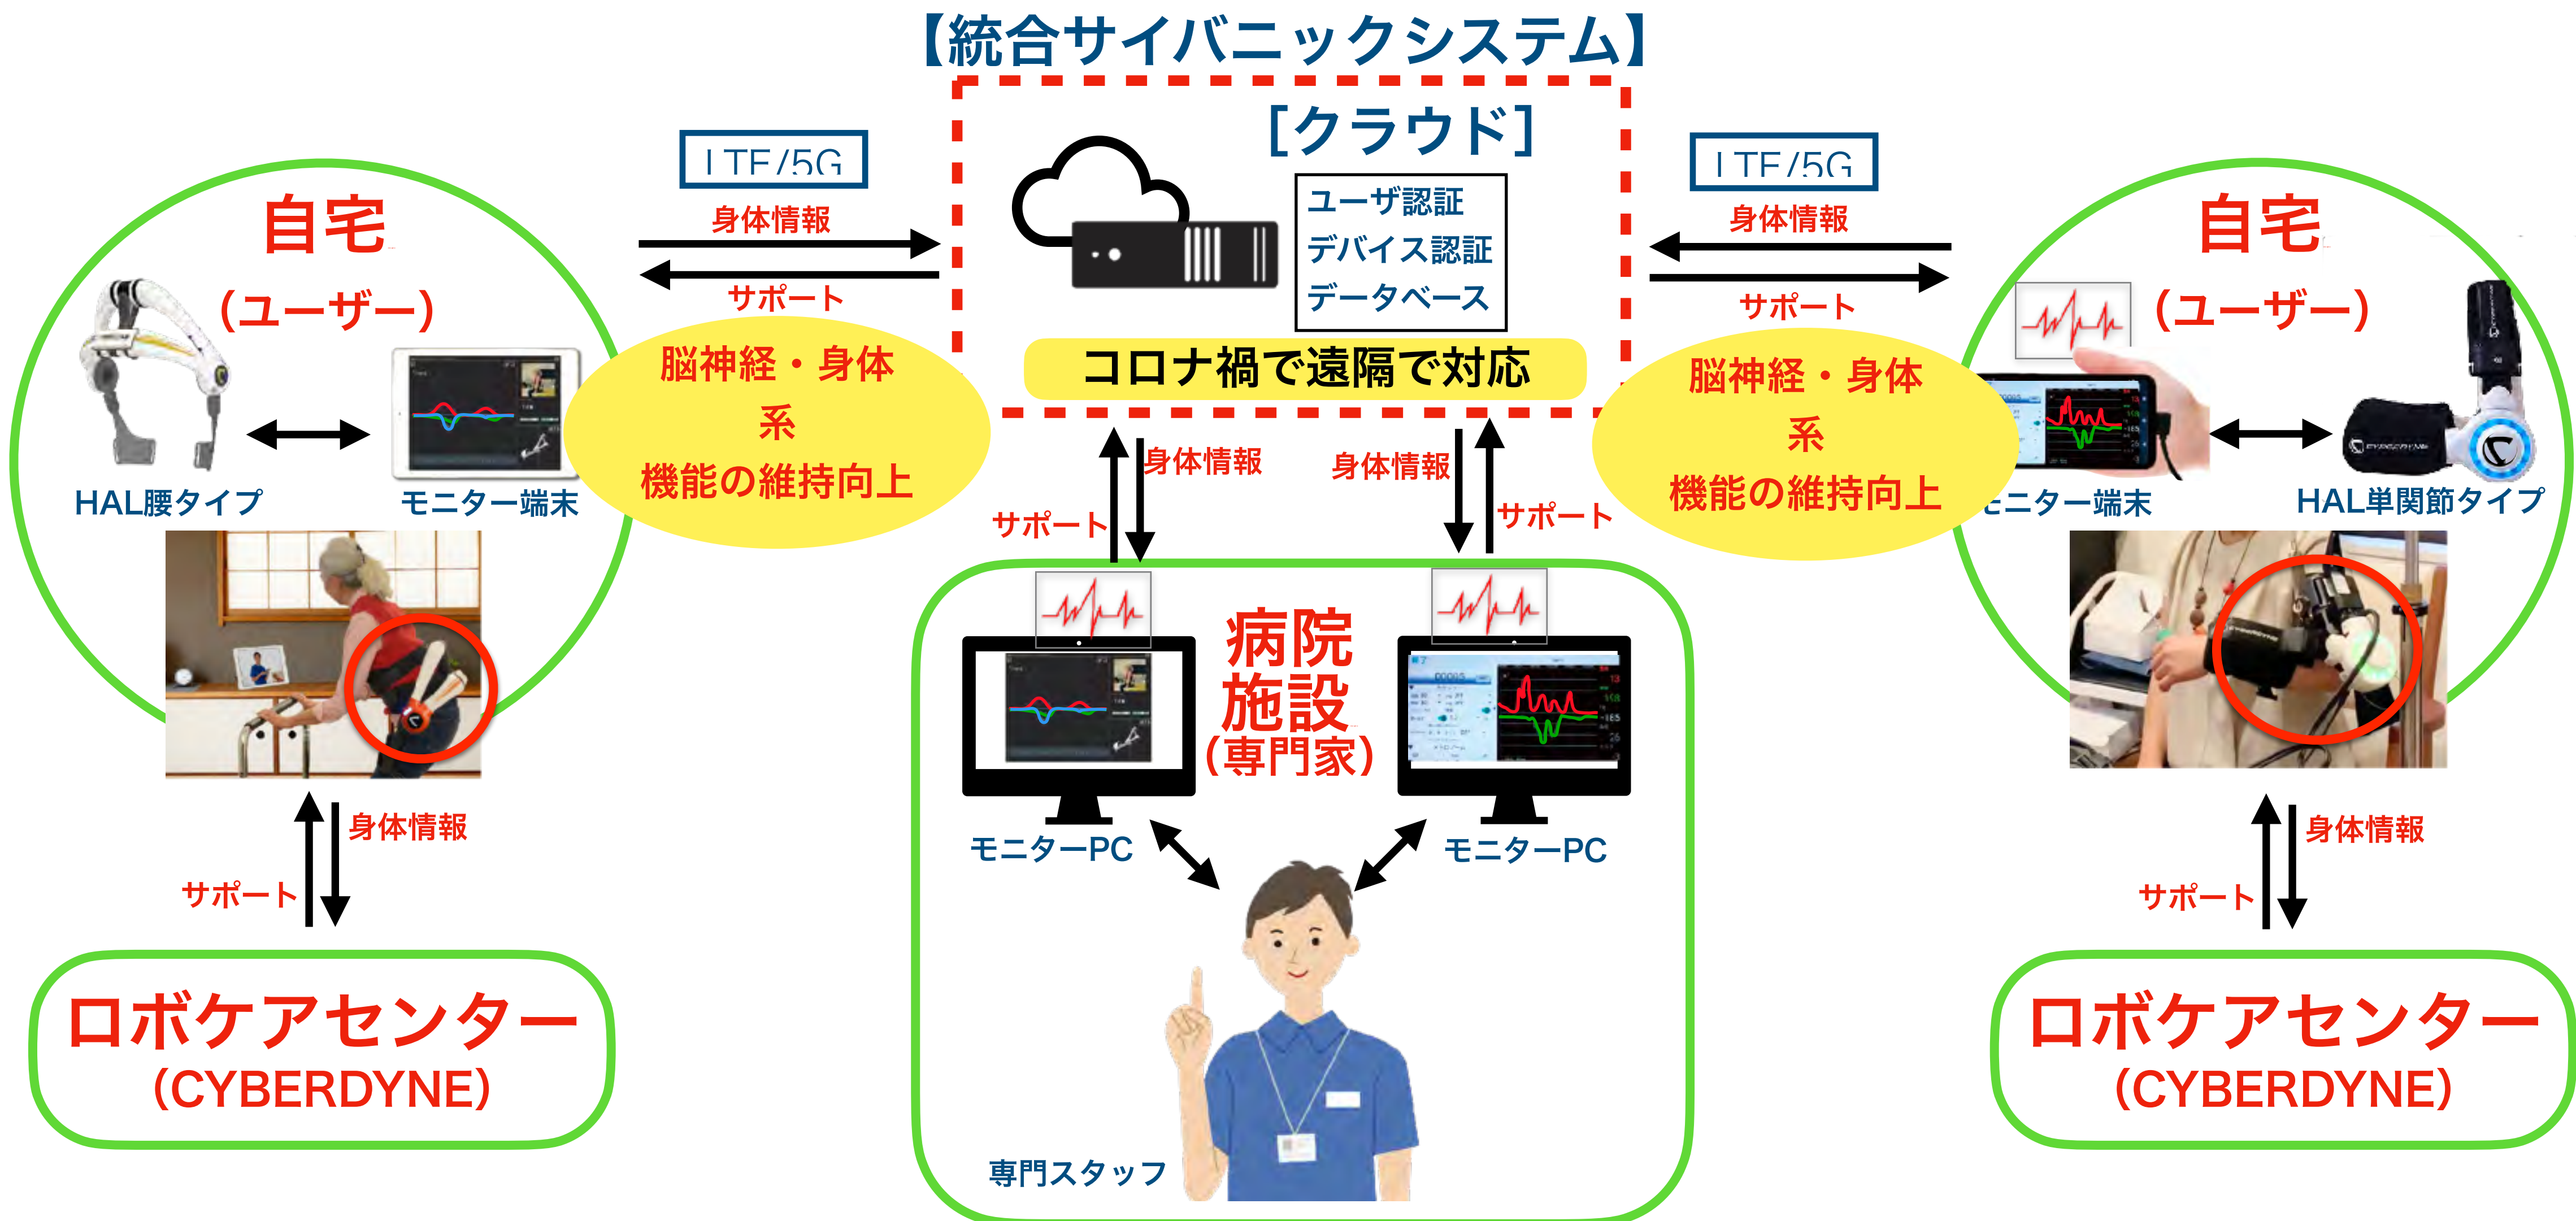 【統合サイバニックシステム】
[クラウド]
ユーザ認証
デバイス認証
データベース
コロナ禍で遠隔で対応
LTE/5G
身体情報
サポート
脳神経・身体
系
機能の維持向上
LTE/5G
身体情報
サポート
脳神経・身体
系
機能の維持向上
自宅
(ユーザー)
HAL腰タイプ
モニター端末
身体情報
サポート
ロボケアセンター
(CYBERDYNE)
身体情報
サポート
身体情報
サポート
病院
施設
(専門家)
モニターPC
モニターPC
専門スタッフ
自宅
(ユーザー)
モニター端末
HAL単関節タイプ
身体情報
サポート
ロボケアセンター
(CYBERDYNE)